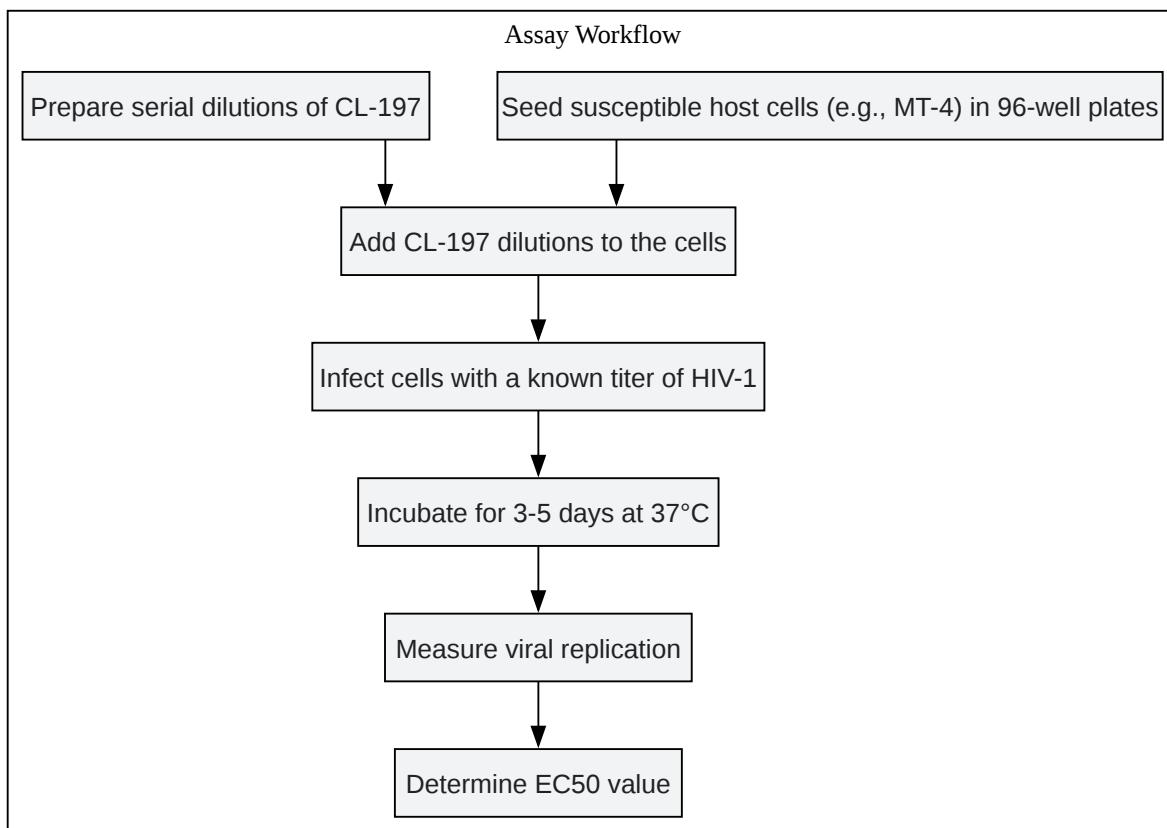 Assay Workflow
Prepare serial dilutions of CL-197
Seed susceptible host cells (e.g., MT-4) in 96-well plates
Add CL-197 dilutions to the cells
Infect cells with a known titer of HIV-1
Incubate for 3-5 days at 37°C
Measure viral replication
Determine EC50 value